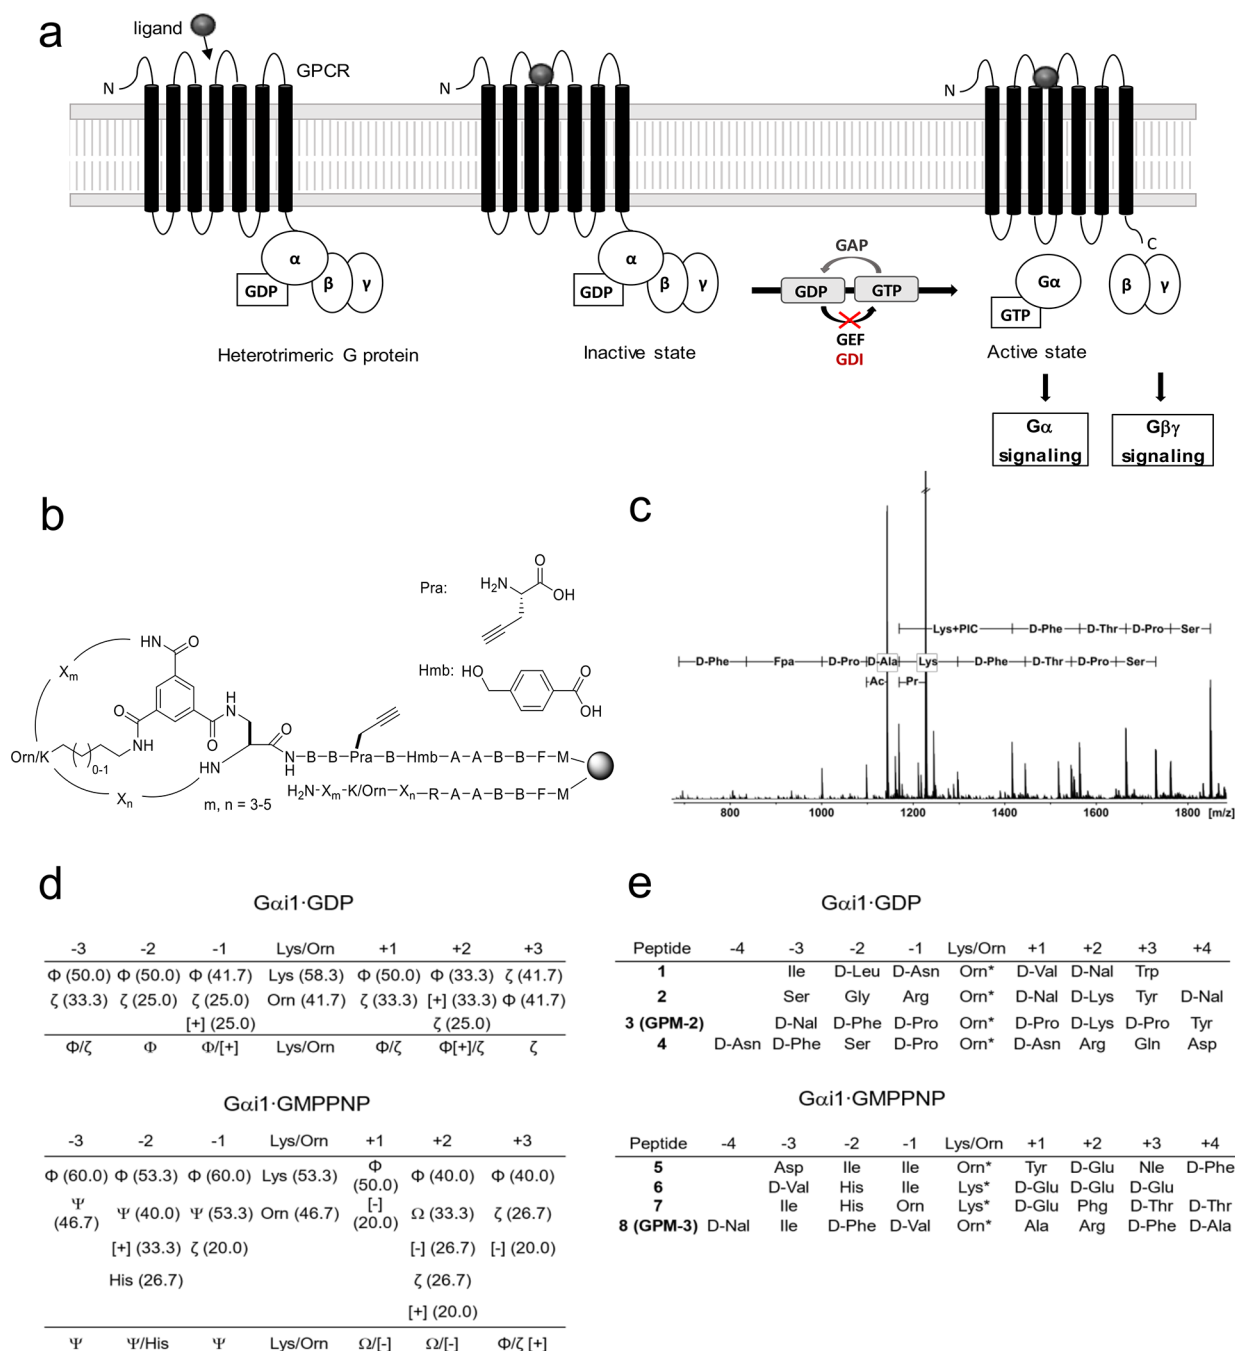 a
ligand
GPCR
N
N
N
C
α
β
γ
GDP
α
β
γ
GDP
GAP
GDP
GTP
GEF
GDI
Gα
GTP
β
γ
Heterotrimeric G protein
Inactive state
Active state
Gα
signaling
Gβγ
signaling
b
Pra:
H₂N
O
OH
Hmb:
HO
O
OH
HN
O
Xm
O
NH
O
H
N
O
HN
N
H
Orn/K
( )0-1
Xn
m, n = 3-5
B–B–Pra–B–Hmb–A–A–B–B–F–M
H₂N–Xm–K/Orn–Xn–R–A–A–B–B–F–M
c
Lys+PIC D-Phe D-Thr D-Pro Ser
D-Phe Fpa D-Pro D-Ala Lys D-Phe D-Thr D-Pro Ser
Ac Pr
800 1000 1200 1400 1600 1800 [m/z]
d
Gαi1·GDP
-3 -2 -1 Lys/Orn +1 +2 +3
Φ (50.0) Φ (50.0) Φ (41.7) Lys (58.3) Φ (50.0) Φ (33.3) ζ (41.7)
ζ (33.3) ζ (25.0) ζ (25.0) Orn (41.7) ζ (33.3) [+] (33.3) Φ (41.7)
[+] (25.0) ζ (25.0)
Φ/ζ Φ Φ/[+] Lys/Orn Φ/ζ Φ[+]/ζ ζ
Gαi1·GMPPNP
-3 -2 -1 Lys/Orn +1 +2 +3
Φ (60.0) Φ (53.3) Φ (60.0) Lys (53.3) Φ (50.0) Φ (40.0) Φ (40.0)
Ψ (46.7) Ψ (40.0) Ψ (53.3) Orn (46.7) [-] (20.0) Ω (33.3) ζ (26.7)
[+] (33.3) ζ (20.0) [-] (26.7) [-] (20.0)
His (26.7) ζ (26.7)
[+] (20.0)
Ψ Ψ/His Ψ Lys/Orn Ω/[-] Ω/[-] Φ/ζ [+]
e
Gαi1·GDP
Peptide -4 -3 -2 -1 Lys/Orn +1 +2 +3 +4
1 Ile D-Leu D-Asn Orn* D-Val D-Nal Trp
2 Ser Gly Arg Orn* D-Nal D-Lys Tyr D-Nal
3 (GPM-2) D-Nal D-Phe D-Pro Orn* D-Pro D-Lys D-Pro Tyr
4 D-Asn D-Phe Ser D-Pro Orn* D-Asn Arg Gln Asp
Gαi1·GMPPNP
Peptide -4 -3 -2 -1 Lys/Orn +1 +2 +3 +4
5 Asp Ile Ile Orn* Tyr D-Glu Nle D-Phe
6 D-Val His Ile Lys* D-Glu D-Glu D-Glu
7 Ile His Orn Lys* D-Glu Phg D-Thr D-Thr
8 (GPM-3) D-Nal Ile D-Phe D-Val Orn* Ala Arg D-Phe D-Ala